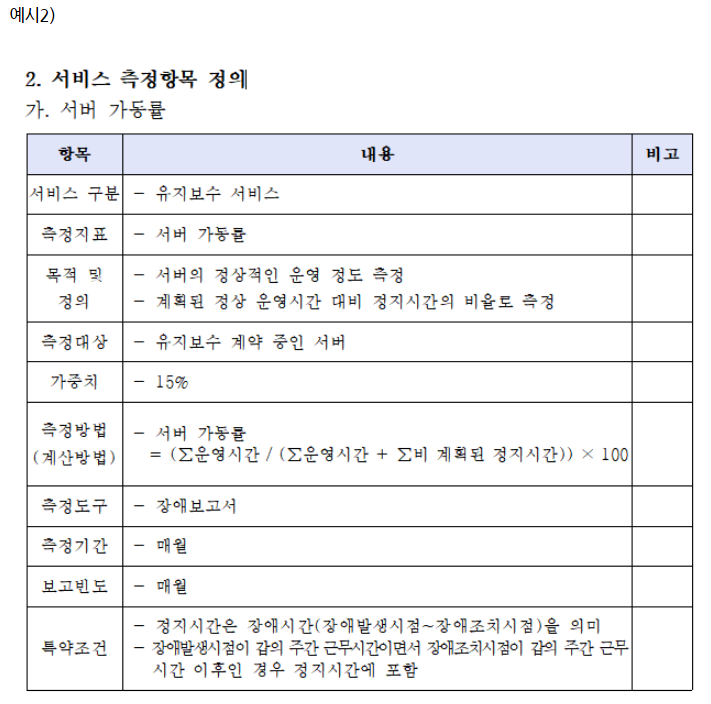 예시2)
2. 서비스 측정항목 정의
가. 서버 가동률
항목 내용 비고
서비스 구분 - 유지보수 서비스
측정지표 - 서버 가동률
목적 및 - 서버의 정상적인 운영 정도 측정
정의 - 계획된 정상 운영시간 대비 정지시간의 비율로 측정
측정대상 - 유지보수 계약 중인 서버
가중치 - 15%
측정방법 - 서버 가동률
(계산방법) = (∑운영시간 / (∑운영시간 + ∑비 계획된 정지시간)) × 100
측정도구 - 장애보고서
측정기간 - 매월
보고빈도 - 매월
특약조건 - 정지시간은 장애시간(장애발생시점~장애조치시점)을 의미
- 장애발생시점이 갑의 주간 근무시간이면서 장애조치시점이 갑의 주간 근무
시간 이후인 경우 정지시간에 포함